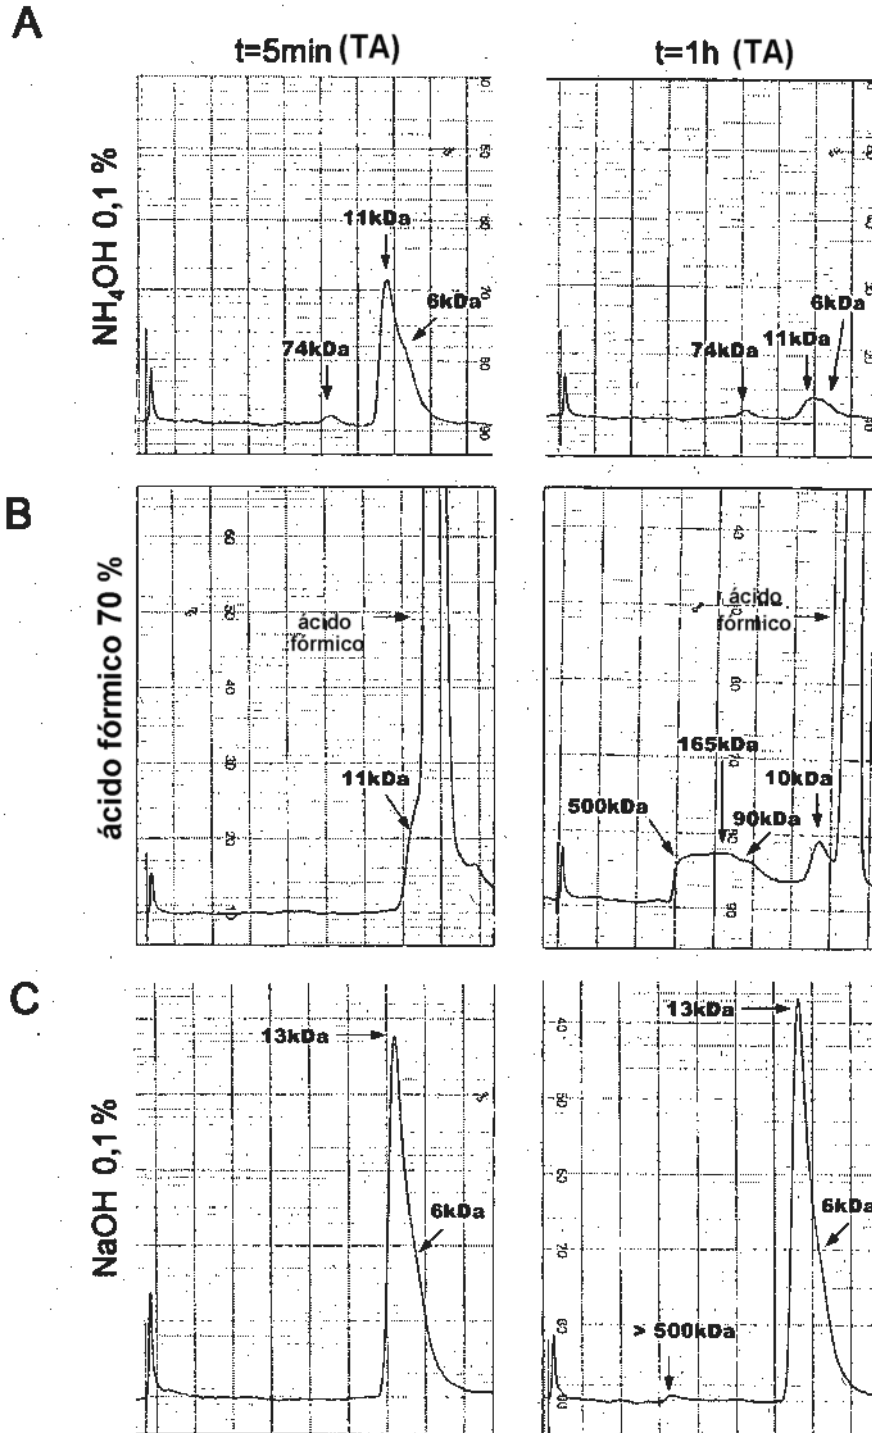 A
t=5min (TA)
t=1h (TA)
NH₄OH 0,1 %
11kDa
6kDa
74kDa
6kDa
11kDa
74kDa
B
ácido fórmico 70 %
ácido
fórmico
11kDa
ácido
fórmico
165kDa
10kDa
500kDa
90kDa
C
NaOH 0,1 %
13kDa
6kDa
13kDa
6kDa
> 500kDa